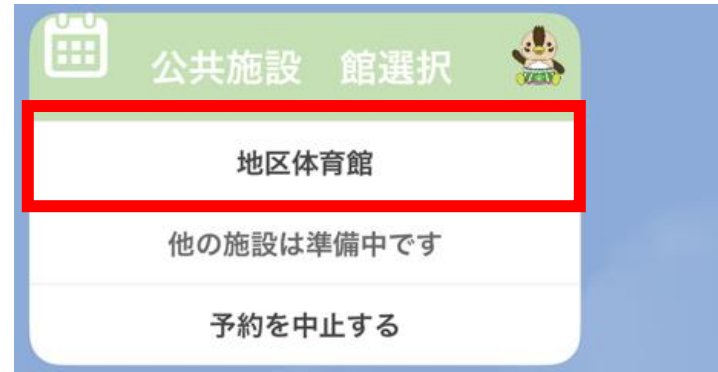 公共施設　館選択
地区体育館
他の施設は準備中です
予約を中止する